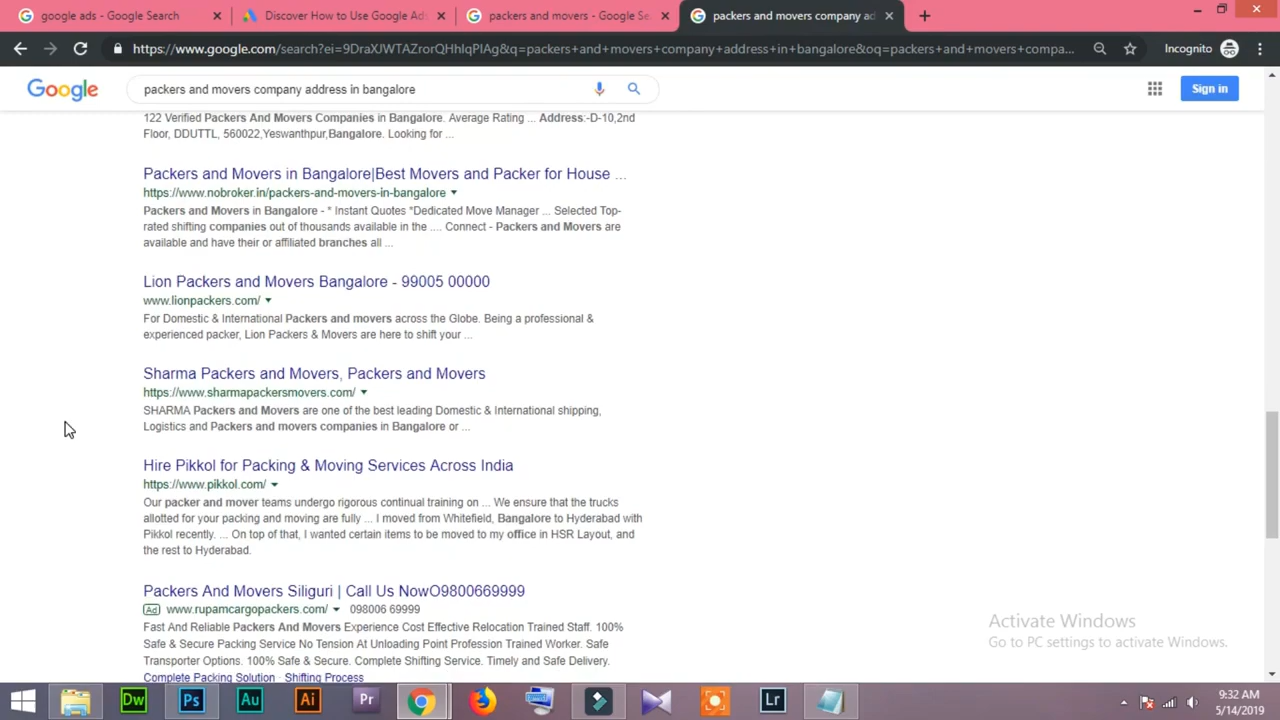 google ads - Google Search
Discover How to Use Google Ads
packers and movers - Google Se
packers and movers company ad
https://www.google.com/search?ei=9DraXJWTAZrorQHhIqPIAg&q=packers+and+movers+company+address+in+bangalore&oq=packers+and+movers+compa...
Incognito
Google
packers and movers company address in bangalore
Sign in
122 Verified Packers And Movers Companies in Bangalore. Average Rating ... Address:-D-10,2nd
Floor, DDUTTL, 560022,Yeswanthpur,Bangalore. Looking for ...
Packers and Movers in Bangalore|Best Movers and Packer for House ...
https://www.nobroker.in/packers-and-movers-in-bangalore
Packers and Movers in Bangalore - * Instant Quotes *Dedicated Move Manager ... Selected Top-
rated shifting companies out of thousands available in the .... Connect - Packers and Movers are
available and have their or affiliated branches all ...
Lion Packers and Movers Bangalore - 99005 00000
www.lionpackers.com/
For Domestic & International Packers and movers across the Globe. Being a professional &
experienced packer, Lion Packers & Movers are here to shift your ...
Sharma Packers and Movers, Packers and Movers
https://www.sharmapackersmovers.com/
SHARMA Packers and Movers are one of the best leading Domestic & International shipping,
Logistics and Packers and movers companies in Bangalore or ...
Hire Pikkol for Packing & Moving Services Across India
https://www.pikkol.com/
Our packer and mover teams undergo rigorous continual training on ... We ensure that the trucks
allotted for your packing and moving are fully ... I moved from Whitefield, Bangalore to Hyderabad with
Pikkol recently. ... On top of that, I wanted certain items to be moved to my office in HSR Layout, and
the rest to Hyderabad.
Packers And Movers Siliguri | Call Us NowO9800669999
Ad www.rupamcargopackers.com/ 098006 69999
Fast And Reliable Packers And Movers Experience Cost Effective Relocation Trained Staff. 100%
Safe & Secure Packing Service No Tension At Unloading Point Profession Trained Worker. Safe
Transporter Options. 100% Safe & Secure. Complete Shifting Service. Timely and Safe Delivery.
Complete Packing Solution Shifting Process
Activate Windows
Go to PC settings to activate Windows.
Dw
Ps
Au
Ai
Pr
Lr
9:32 AM
5/14/2019